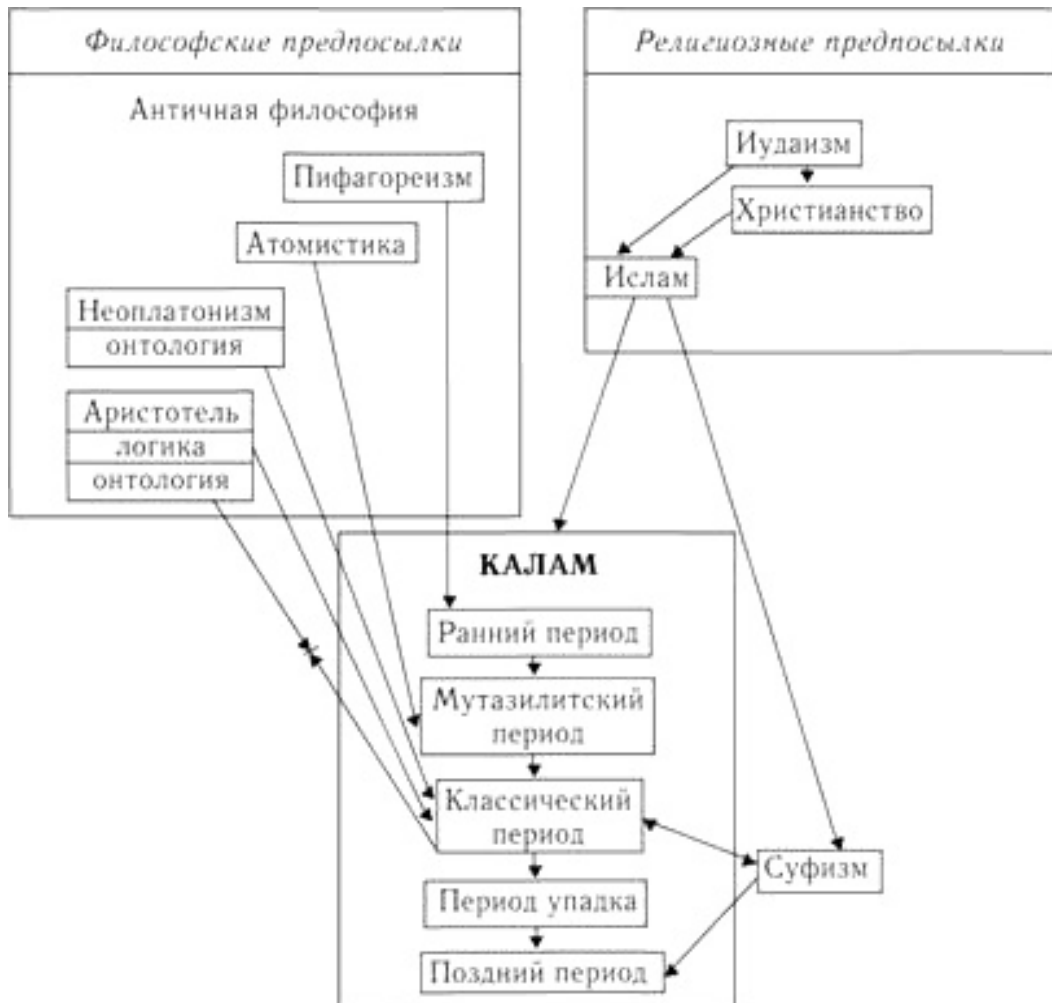 Философские предпосылки
Античная философия
Пифагореизм
Атомистика
Неоплатонизм
онтология
Аристотель
логика
онтология
Религиозные предпосылки
Иудаизм
Христианство
Ислам
КАЛАМ
Ранний период
Мутазилитский
период
Классический
период
Период упадка
Поздний период
Суфизм